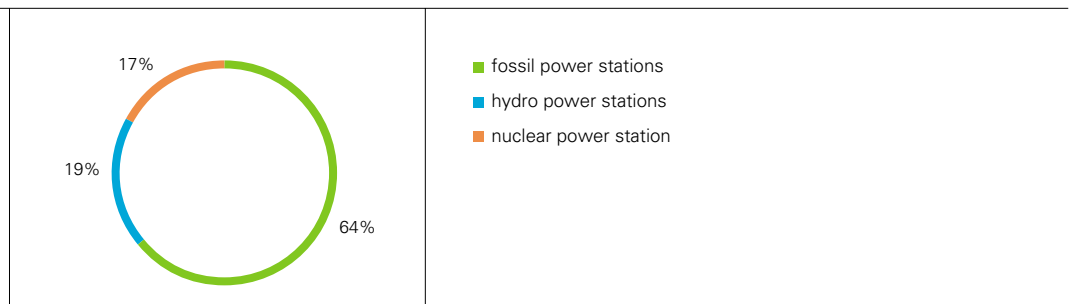 17%
19%
64%
fossil power stations
hydro power stations
nuclear power station